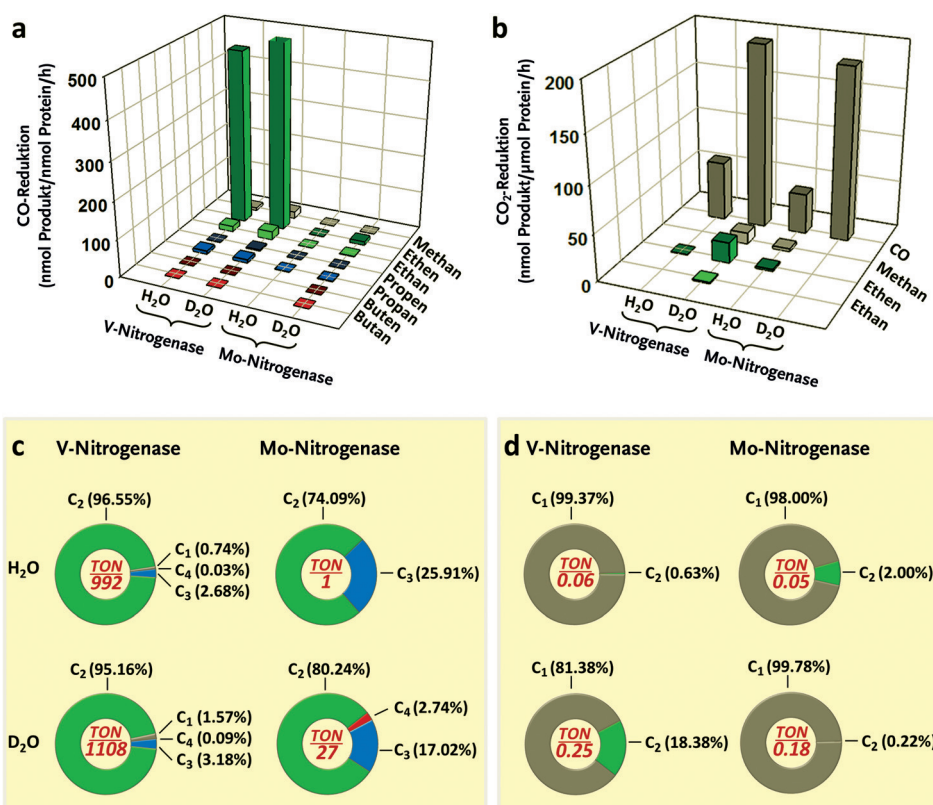 a
CO-Reduktion
(nmol Produkt/nmol Protein/h)
500
400
300
200
100
0
H2O
D2O
H2O
D2O
V-Nitrogenase
Mo-Nitrogenase
Methan
Ethen
Ethan
Propen
Propan
Buten
Butan
b
CO2-Reduktion
(nmol Produkt/µmol Protein/h)
200
150
100
50
0
H2O
D2O
H2O
D2O
V-Nitrogenase
Mo-Nitrogenase
CO
Methan
Ethen
Ethan
c
V-Nitrogenase
Mo-Nitrogenase
H2O
C2 (96.55%)
TON
992
C1 (0.74%)
C4 (0.03%)
C3 (2.68%)
C2 (74.09%)
TON
1
C3 (25.91%)
D2O
C2 (95.16%)
TON
1108
C1 (1.57%)
C4 (0.09%)
C3 (3.18%)
C2 (80.24%)
TON
27
C4 (2.74%)
C3 (17.02%)
d
V-Nitrogenase
Mo-Nitrogenase
C1 (99.37%)
TON
0.06
C2 (0.63%)
C1 (98.00%)
TON
0.05
C2 (2.00%)
C1 (81.38%)
TON
0.25
C2 (18.38%)
C1 (99.78%)
TON
0.18
C2 (0.22%)